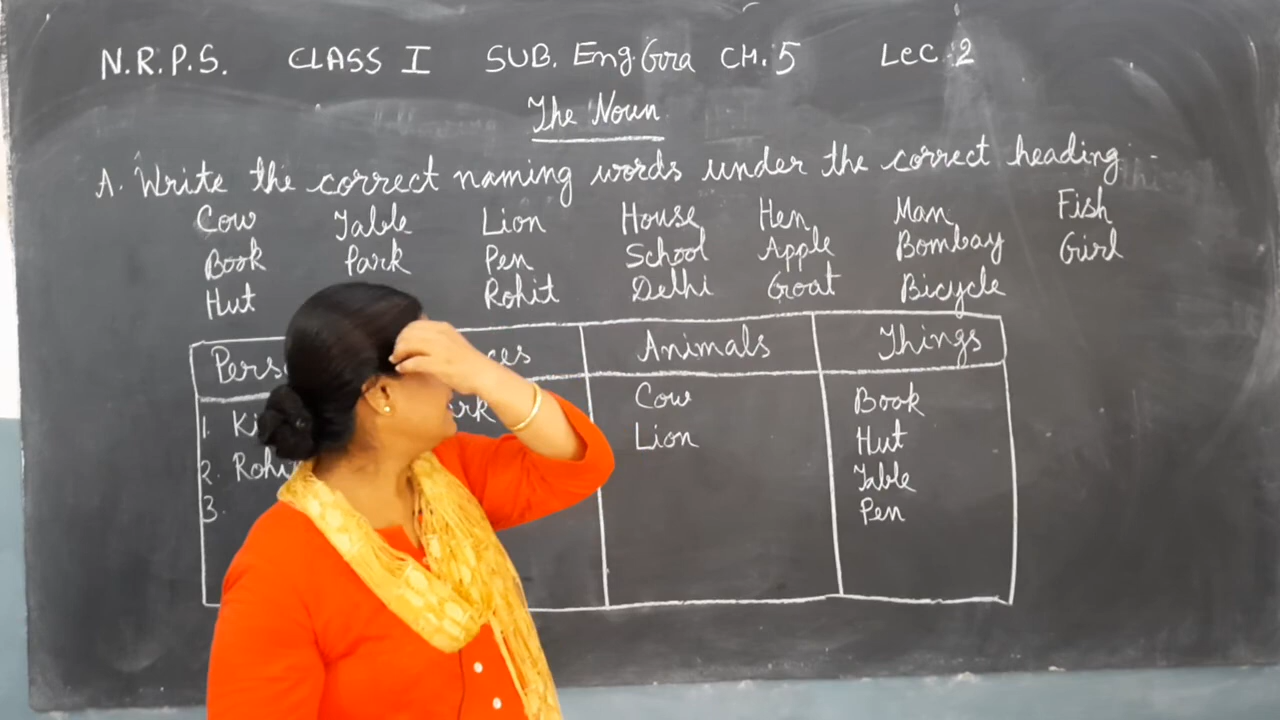 N.R.P.S. CLASS I SUB. Eng. Gra CH. 5 LEC. 2
The Noun
A. Write the correct naming words under the correct heading.
Cow Table Lion House Hen Man Fish
Book Park Pen School Apple Bombay Girl
Hut Rohit Delhi Goat Bicycle
Animals Things
1. Cow Book
2. Lion Hut
3. Table
Pen